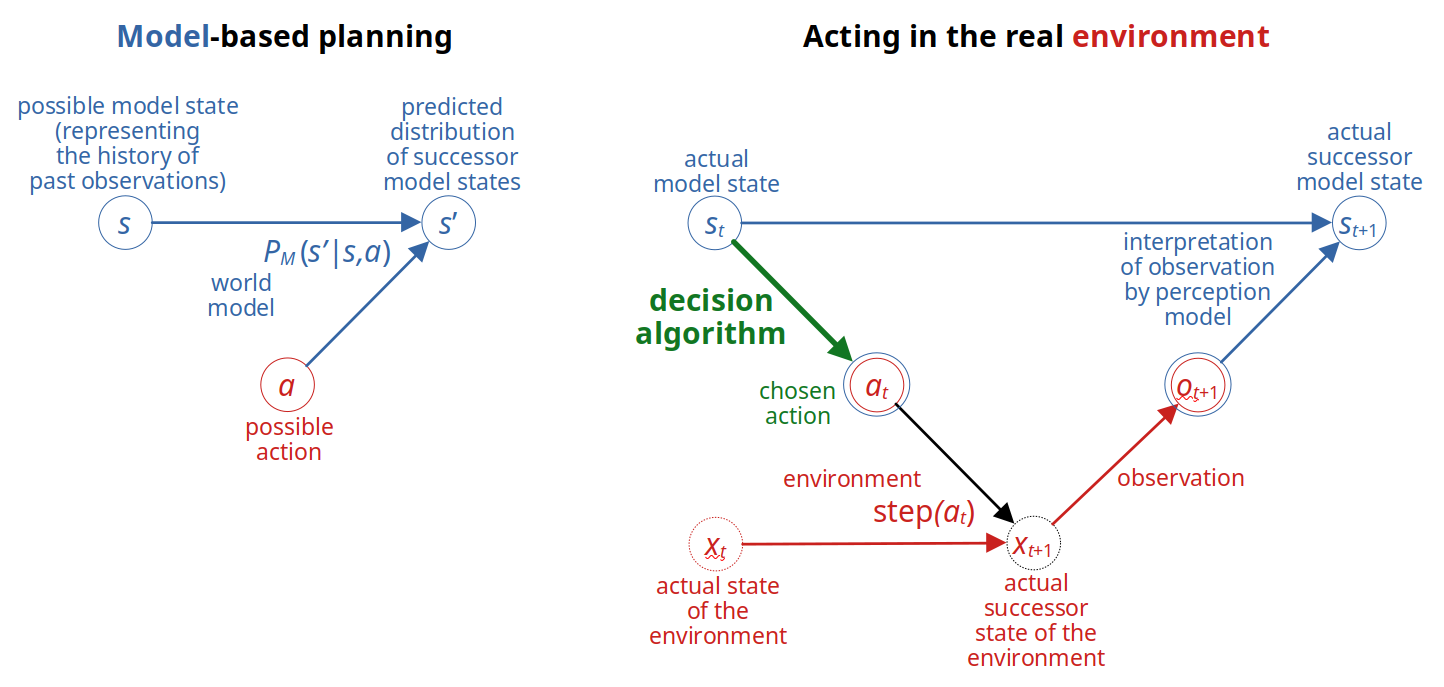 Model-based planning
possible model state
(representing
the history of
past observations)
predicted
distribution
of successor
model states
s
s’
P_M (s’|s,a)
world
model
a
possible
action
Acting in the real environment
actual
model state
actual
successor
model state
s_t
s_{t+1}
interpretation
of observation
by perception
model
decision
algorithm
chosen
action
a_t
o_{t+1}
environment
step(a_t)
observation
x_t
x_{t+1}
actual state
of the
environment
actual
successor
state of the
environment